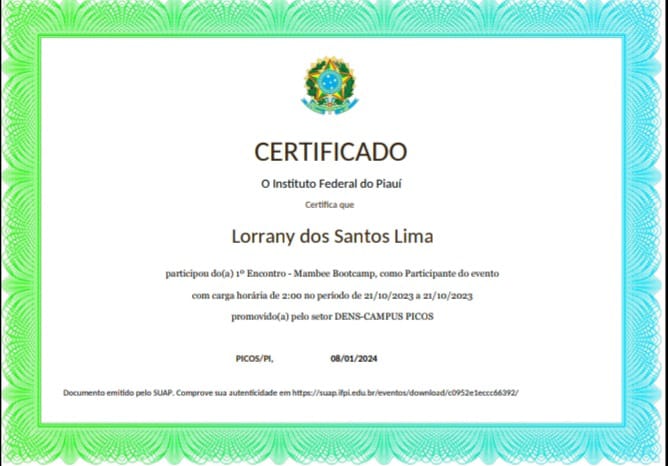 CERTIFICADO
O Instituto Federal do Piauí
Certifica que
Lorrany dos Santos Lima
participou do(a) 1º Encontro - Mambee Bootcamp, como Participante do evento
com carga horária de 2:00 no período de 21/10/2023 a 21/10/2023
promovido(a) pelo setor DENS-CAMPUS PICOS
PICOS/PI, 08/01/2024
Documento emitido pelo SUAP. Comprove sua autenticidade em https://suap.ifpi.edu.br/eventos/download/c0952e1eccc66392/